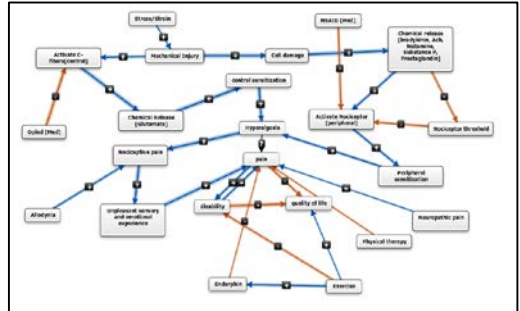 Stress/Strain
NSAID (Med)
Chemical release
[bradykinin, Ach,
histamine,
Substance P,
Prostaglandin]
Activate C-
fibers(central)
Mechanical Injury
Cell damage
central sensitization
Chemical Release
(glutamate)
Activate Nociceptor
(peripheral)
Nociceptor threshold
Opiod (Med)
Hyperalgesia
Nociceptive pain
pain
Peripheral
sensitization
Allodynia
Unpleasant sensory
and emotional
experience
disability
quality of life
Neuropathic pain
Physical therapy
Endorphin
Exercise